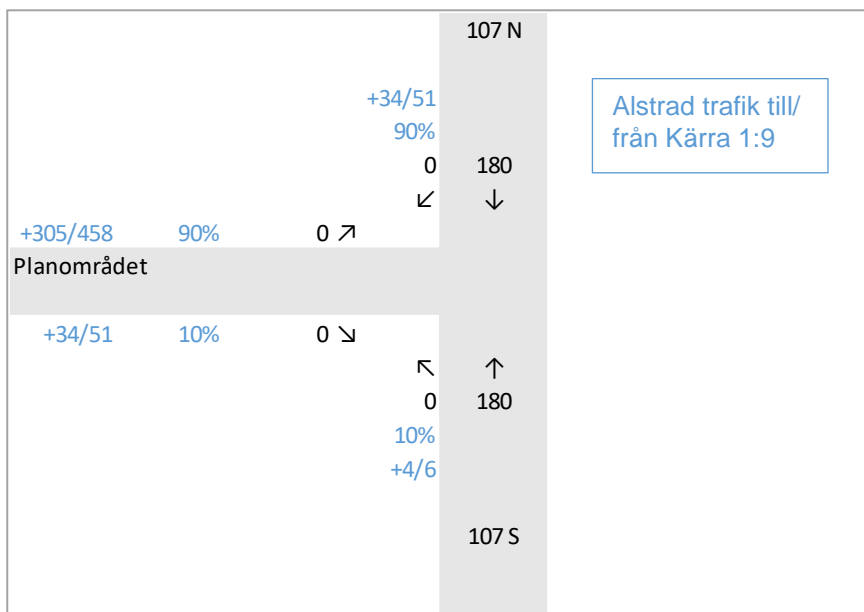 107 N
Alstrad trafik till/
från Kärra 1:9
+34/51
90%
0 180
↙ ↓
+305/458 90% 0 ↗
Planområdet
+34/51 10% 0 ↘
↖ ↑
0 180
10%
+4/6
107 S